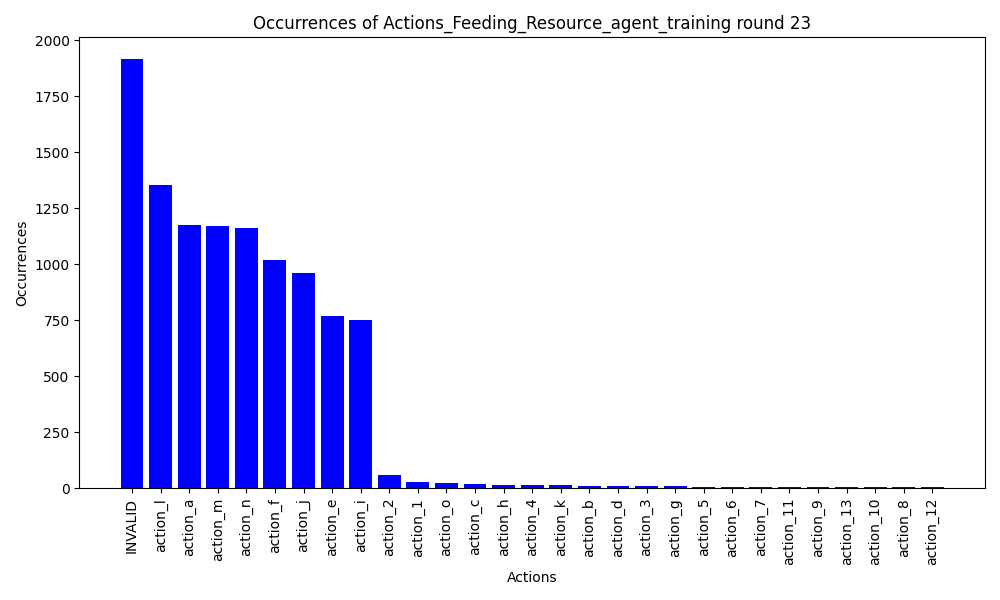 Occurrences of Actions_Feeding_Resource_agent_training round 23
Occurrences
2000
1750
1500
1250
1000
750
500
250
0
INVALID
action_l
action_a
action_m
action_n
action_f
action_j
action_e
action_i
action_2
action_1
action_o
action_c
action_h
action_4
action_k
action_b
action_d
action_3
action_g
action_5
action_6
action_7
action_11
action_9
action_13
action_10
action_8
action_12
Actions